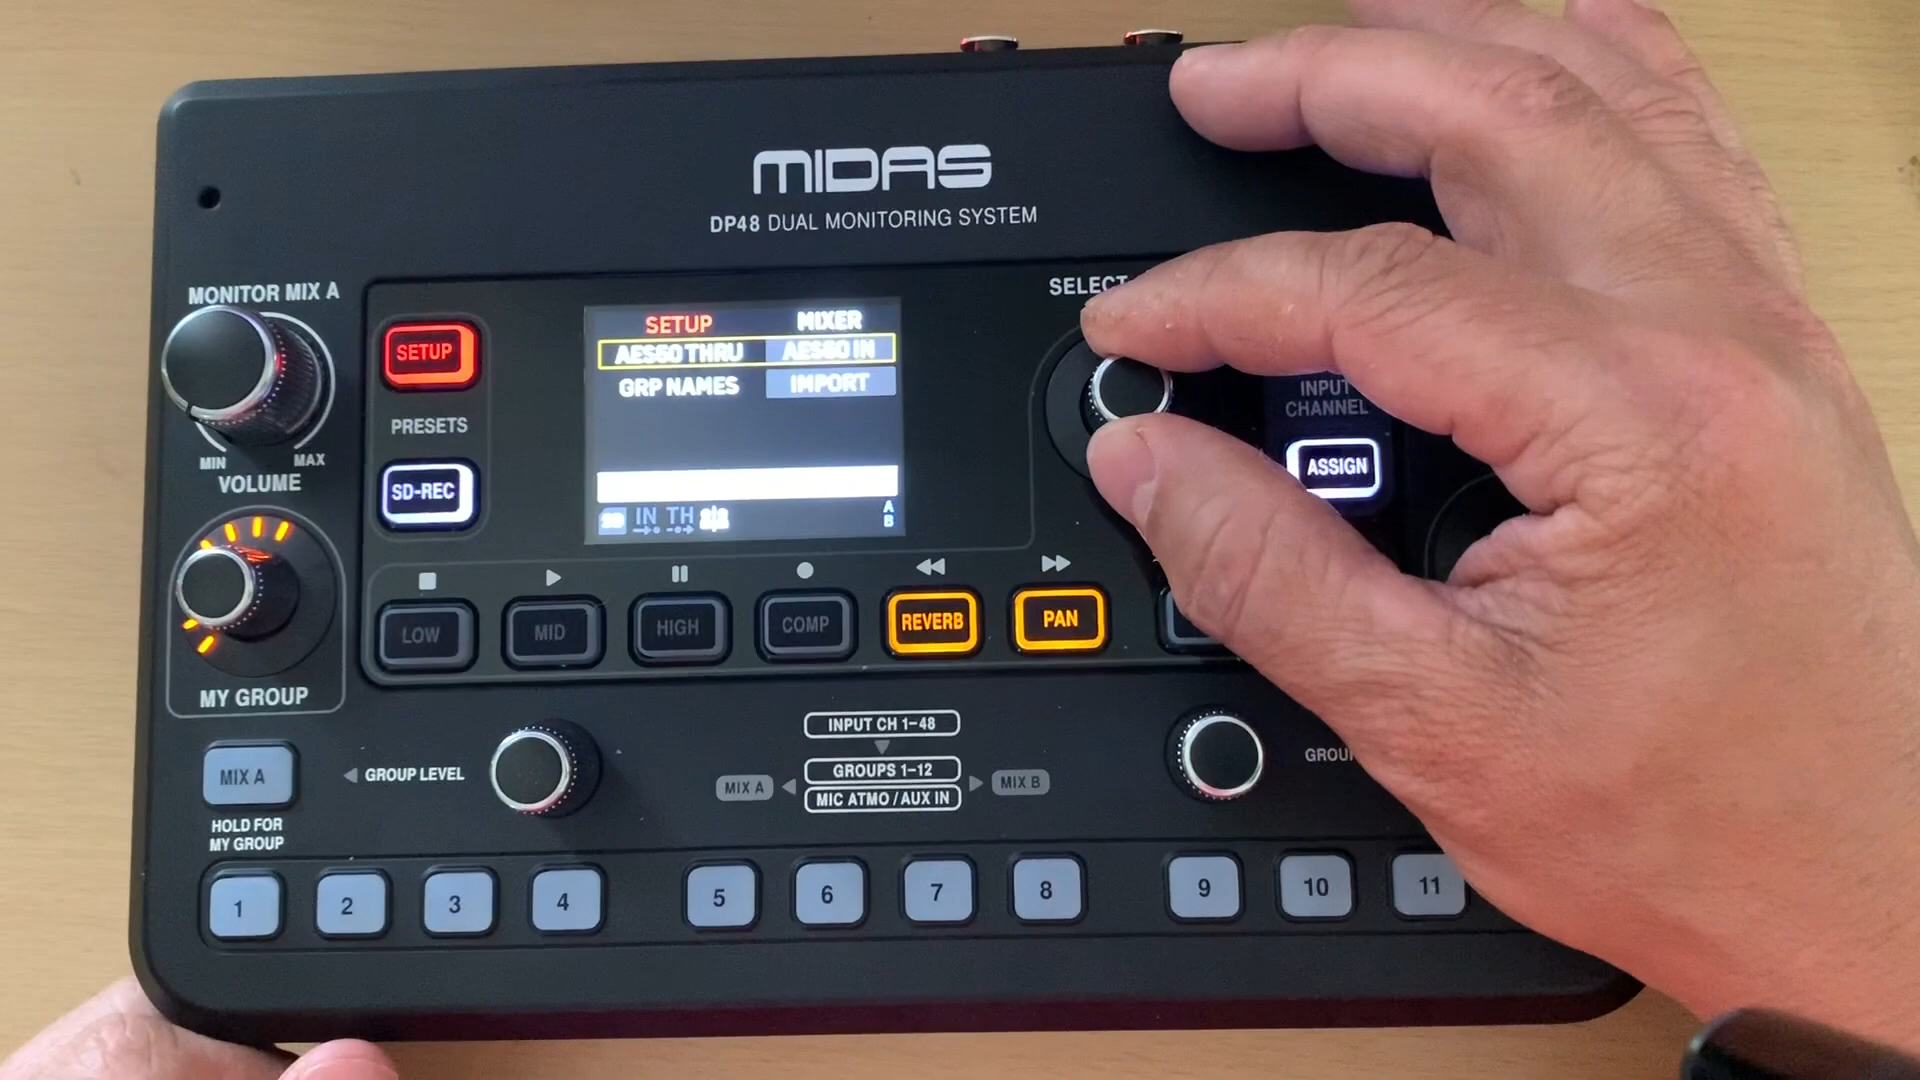 MIDAS
DP48 DUAL MONITORING SYSTEM
MONITOR MIX A
MIN MAX
VOLUME
MY GROUP
SETUP
PRESETS
SD-REC
SETUP MIXER
AES50 THRU AES50 IN
GRP NAMES IMPORT
IN TH
A
B
SELECT
INPUT
CHANNEL
ASSIGN
LOW MID HIGH COMP REVERB PAN
MIX A
HOLD FOR
MY GROUP
GROUP LEVEL
INPUT CH 1-48
GROUPS 1-12
MIC ATMO / AUX IN
MIX A
MIX B
1 2 3 4 5 6 7 8 9 10 11